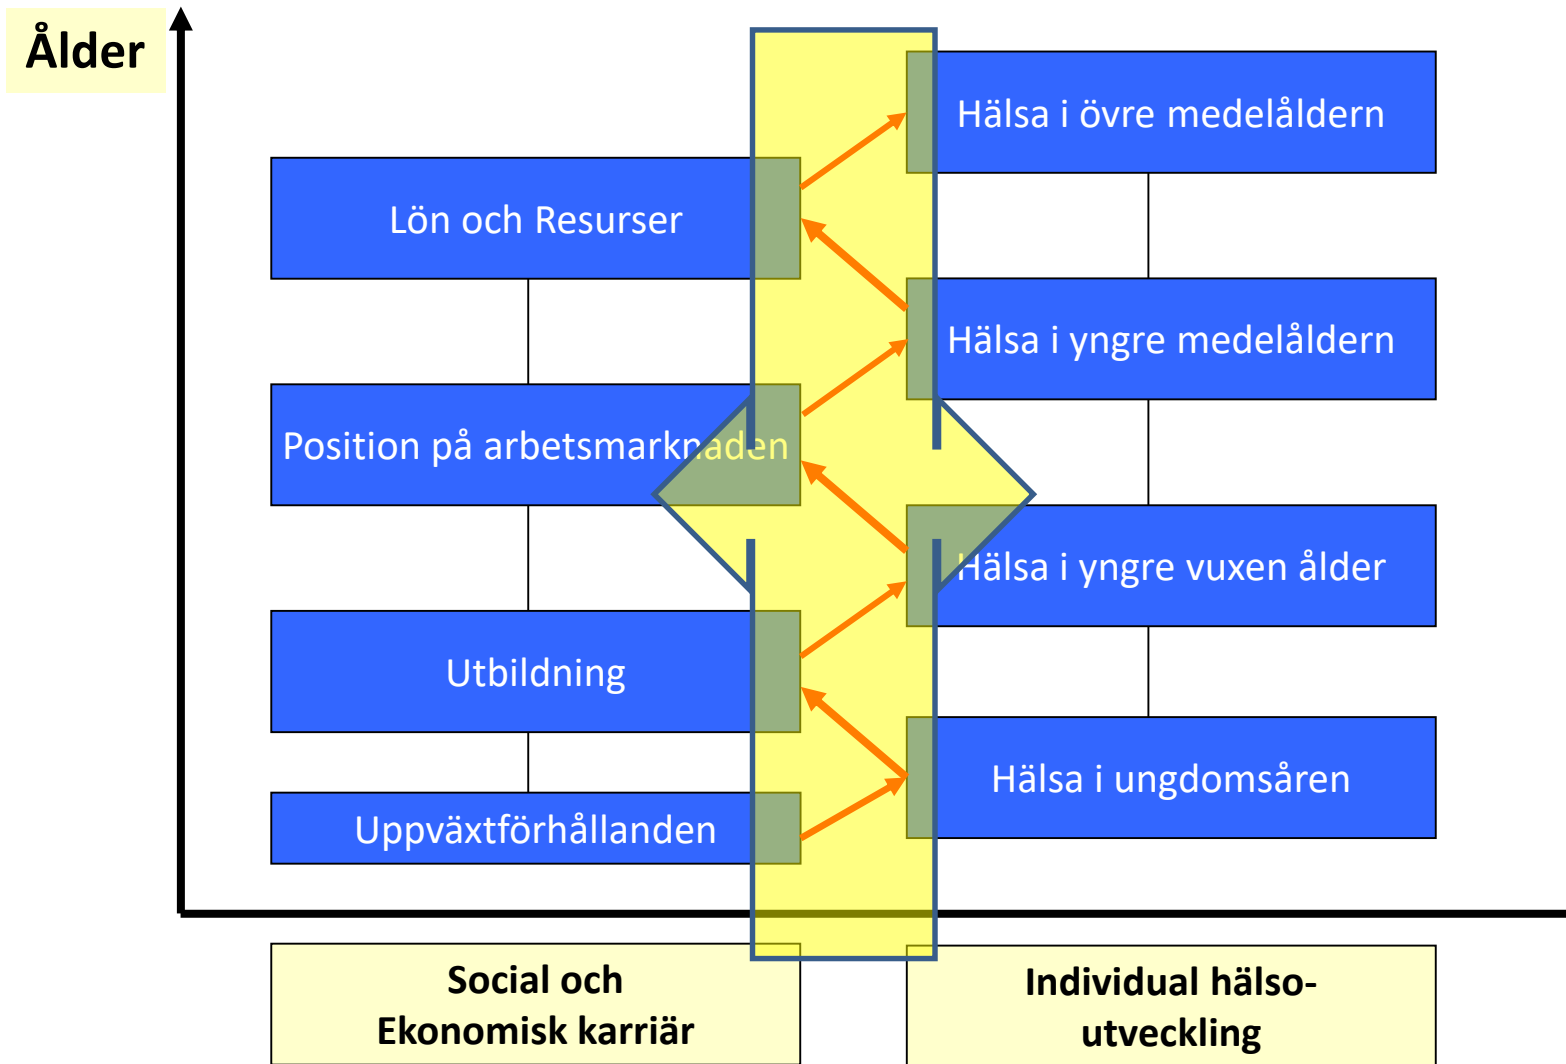 Ålder
Hälsa i övre medelåldern
Lön och Resurser
Hälsa i yngre medelåldern
Position på arbetsmarknaden
Hälsa i yngre vuxen ålder
Utbildning
Hälsa i ungdomsåren
Uppväxtförhållanden
Social och
Ekonomisk karriär
Individual hälso-
utveckling